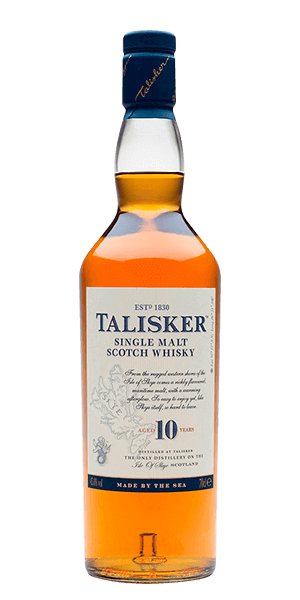 Talisker
ESTD 1830
TALISKER
SINGLE MALT
SCOTCH WHISKY
From the rugged western shores of the
Isle of Skye comes a richly flavoured,
maritime malt, with a warming
afterglow. So easy to enjoy yet, like
Skye itself, so hard to leave.
SKYE
AGED 10 YEARS
DISTILLED AT TALISKER
THE ONLY DISTILLERY ON THE
Isle Of Skye SCOTLAND
45.8% vol
70cl e
MADE BY THE SEA